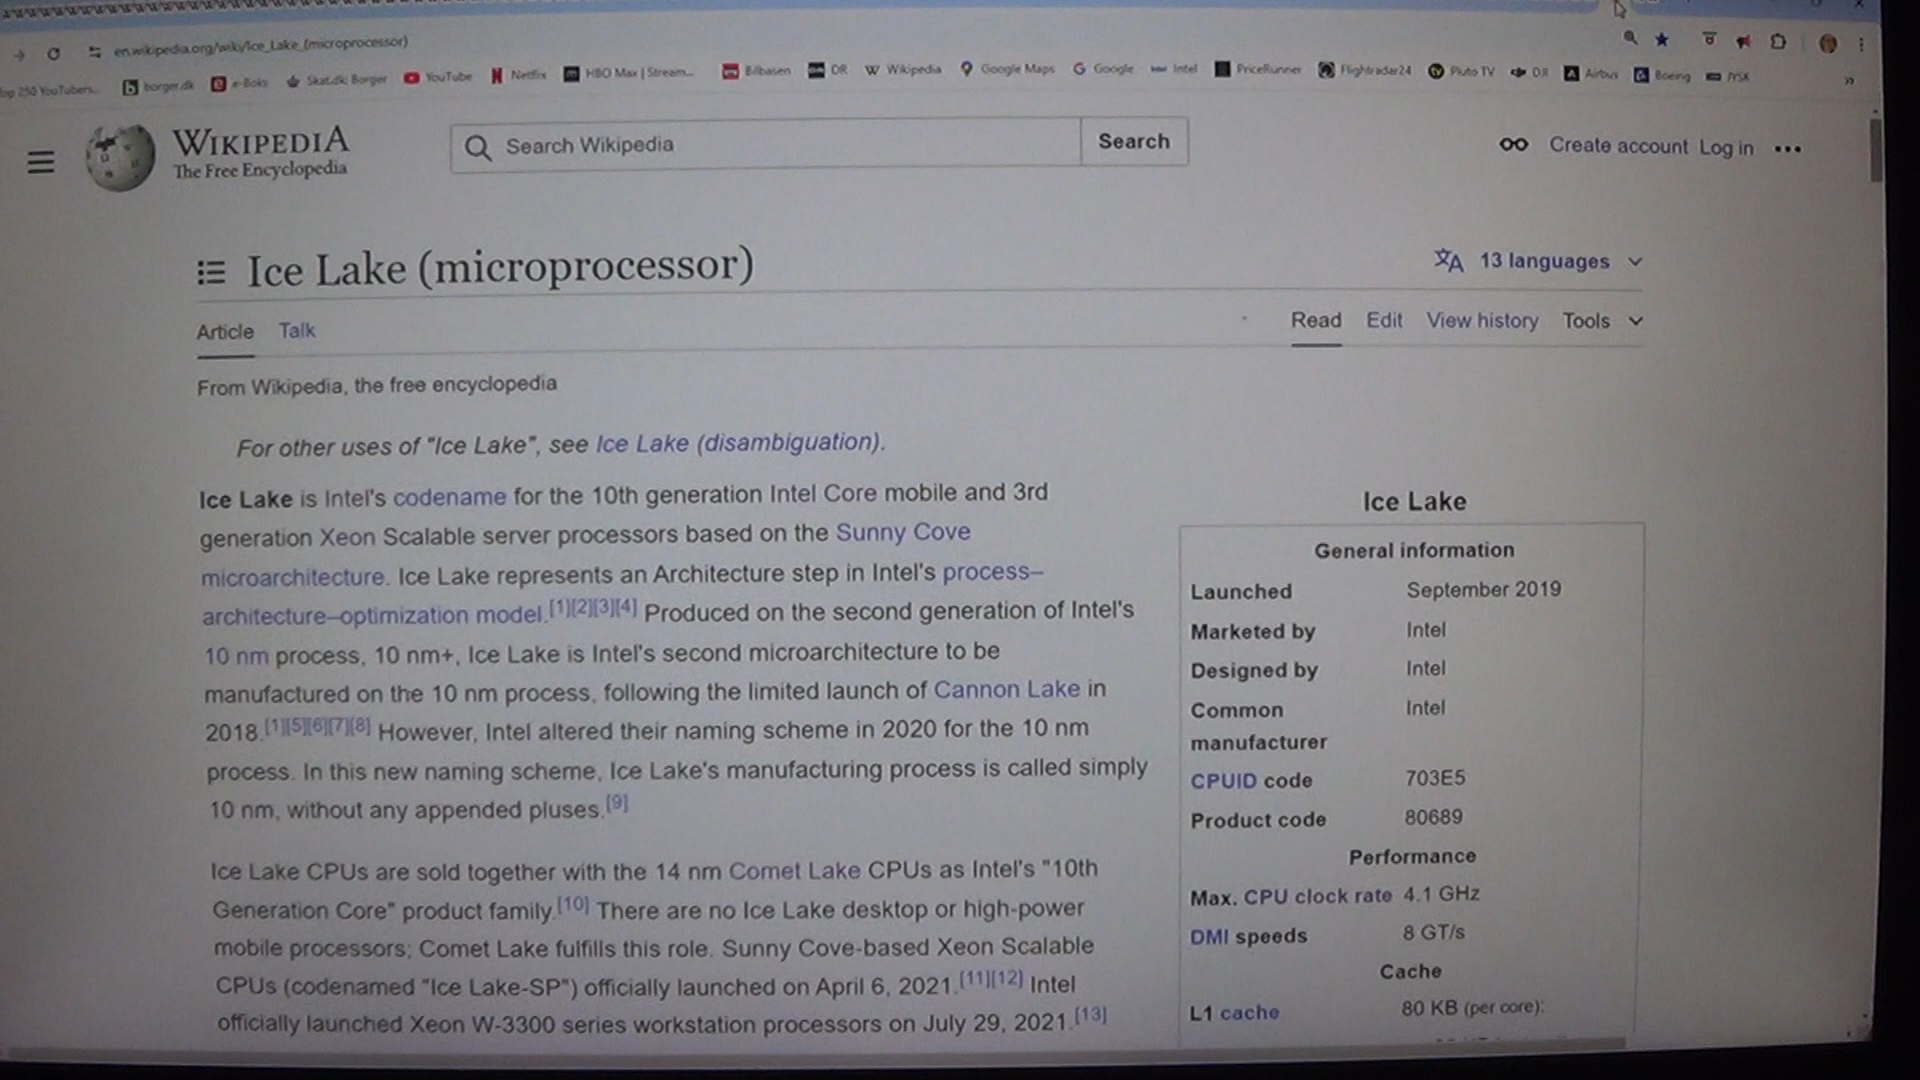 en.wikipedia.org/wiki/Ice_Lake_(microprocessor)
Top 250 YouTubers... borger.dk e-Boks Skat.dk: Borger YouTube Netflix HBO Max | Stream... Bilbasen DR Wikipedia Google Maps Google Intel PriceRunner Flightradar24 Pluto TV DJI Airbus Boeing JYSK »
WIKIPEDIA
The Free Encyclopedia
Search Wikipedia Search
Create account Log in
Ice Lake (microprocessor)
13 languages
Article Talk
Read Edit View history Tools
From Wikipedia, the free encyclopedia
For other uses of "Ice Lake", see Ice Lake (disambiguation).
Ice Lake is Intel's codename for the 10th generation Intel Core mobile and 3rd
generation Xeon Scalable server processors based on the Sunny Cove
microarchitecture. Ice Lake represents an Architecture step in Intel's process–
architecture–optimization model.[1][2][3][4] Produced on the second generation of Intel's
10 nm process, 10 nm+, Ice Lake is Intel's second microarchitecture to be
manufactured on the 10 nm process, following the limited launch of Cannon Lake in
2018.[1][5][6][7][8] However, Intel altered their naming scheme in 2020 for the 10 nm
process. In this new naming scheme, Ice Lake's manufacturing process is called simply
10 nm, without any appended pluses.[9]
Ice Lake CPUs are sold together with the 14 nm Comet Lake CPUs as Intel's "10th
Generation Core" product family.[10] There are no Ice Lake desktop or high-power
mobile processors; Comet Lake fulfills this role. Sunny Cove-based Xeon Scalable
CPUs (codenamed "Ice Lake-SP") officially launched on April 6, 2021.[11][12] Intel
officially launched Xeon W-3300 series workstation processors on July 29, 2021.[13]
Ice Lake
General information
Launched September 2019
Marketed by Intel
Designed by Intel
Common Intel
manufacturer
CPUID code 703E5
Product code 80689
Performance
Max. CPU clock rate 4.1 GHz
DMI speeds 8 GT/s
Cache
L1 cache 80 KB (per core):